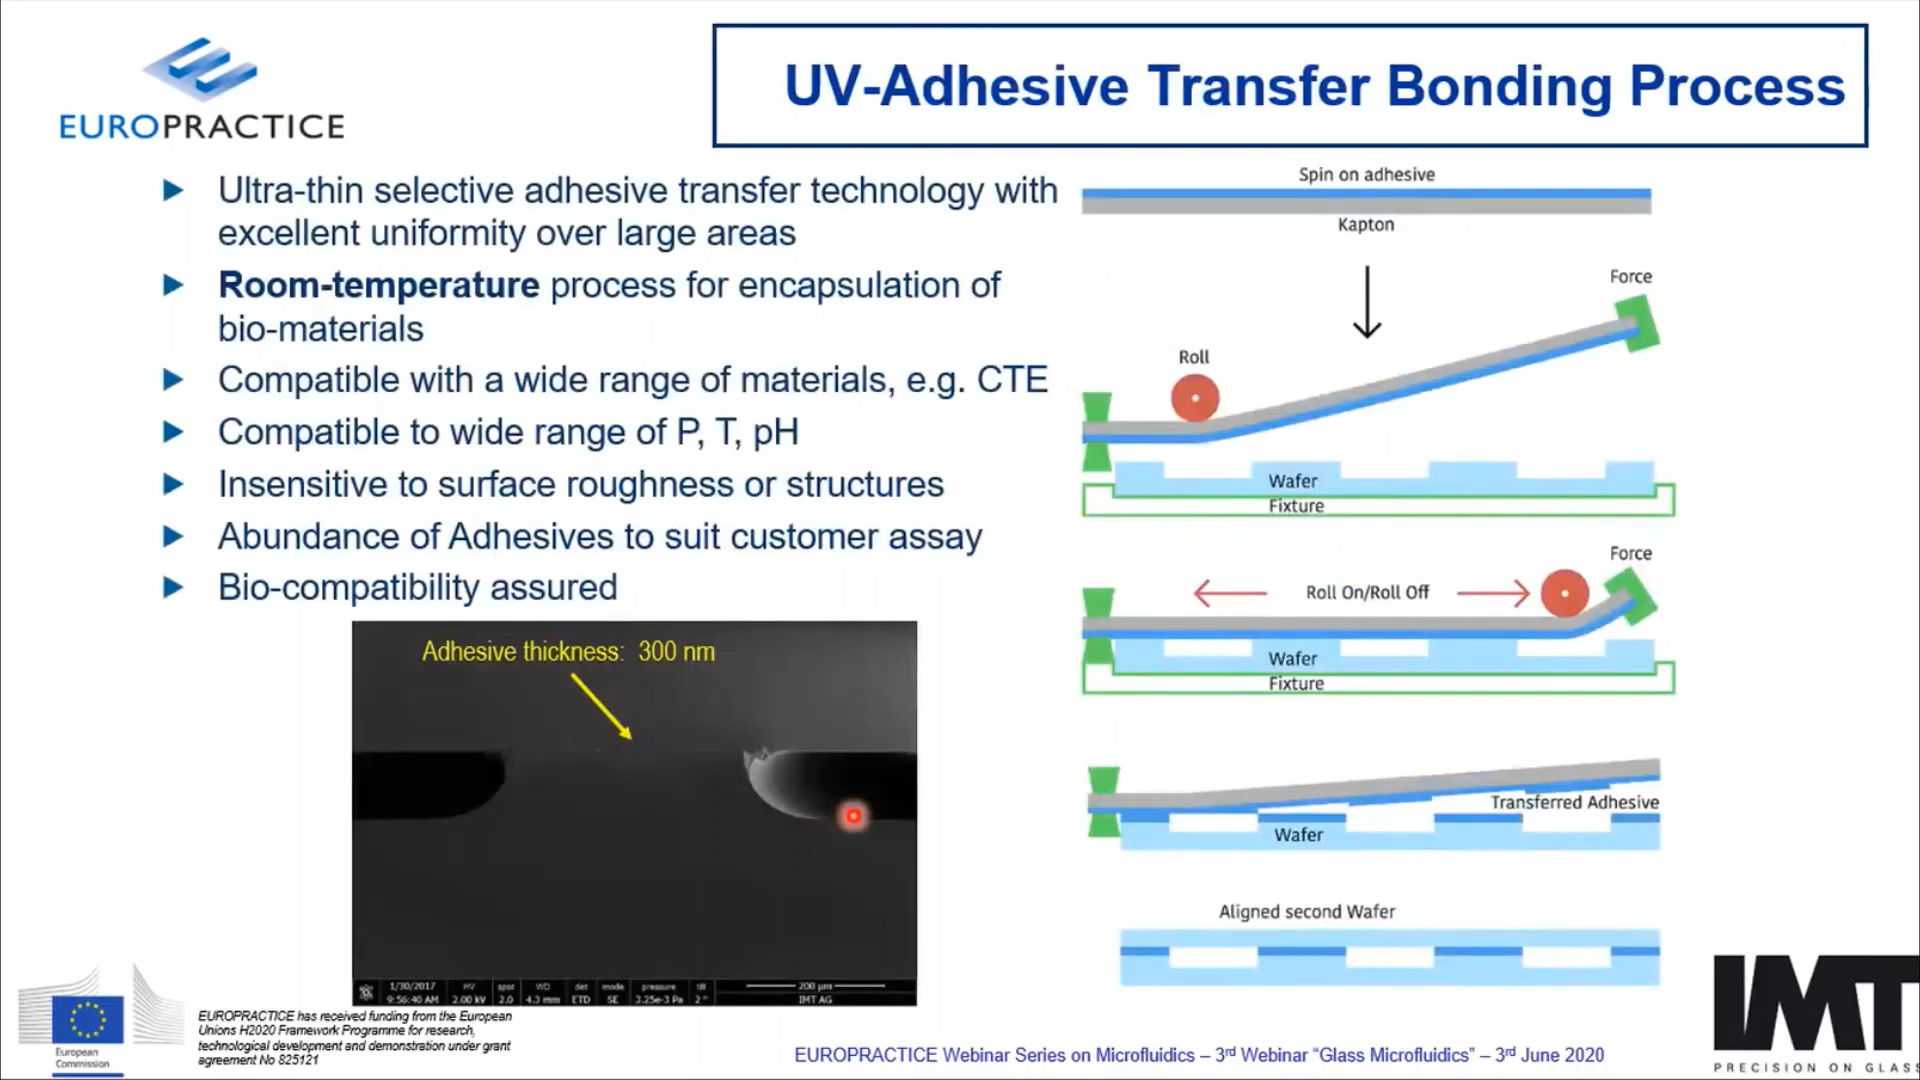 EUROPRACTICE
UV-Adhesive Transfer Bonding Process
Ultra-thin selective adhesive transfer technology with
excellent uniformity over large areas
Room-temperature process for encapsulation of
bio-materials
Compatible with a wide range of materials, e.g. CTE
Compatible to wide range of P, T, pH
Insensitive to surface roughness or structures
Abundance of Adhesives to suit customer assay
Bio-compatibility assured
Adhesive thickness: 300 nm
1/30/2017 HV spot WD det mode pressure tilt 200 µm
9:56:40 AM 2.00 kV 2.0 4.3 mm ETD SE 3.25e-3 Pa 2° IMT AG
Spin on adhesive
Kapton
Force
Roll
Wafer
Fixture
Force
Roll On/Roll Off
Wafer
Fixture
Transferred Adhesive
Wafer
Aligned second Wafer
European
Commission
EUROPRACTICE has received funding from the European
Unions H2020 Framework Programme for research,
technological development and demonstration under grant
agreement No 825121
EUROPRACTICE Webinar Series on Microfluidics – 3rd Webinar “Glass Microfluidics” – 3rd June 2020
IMT
PRECISION ON GLASS